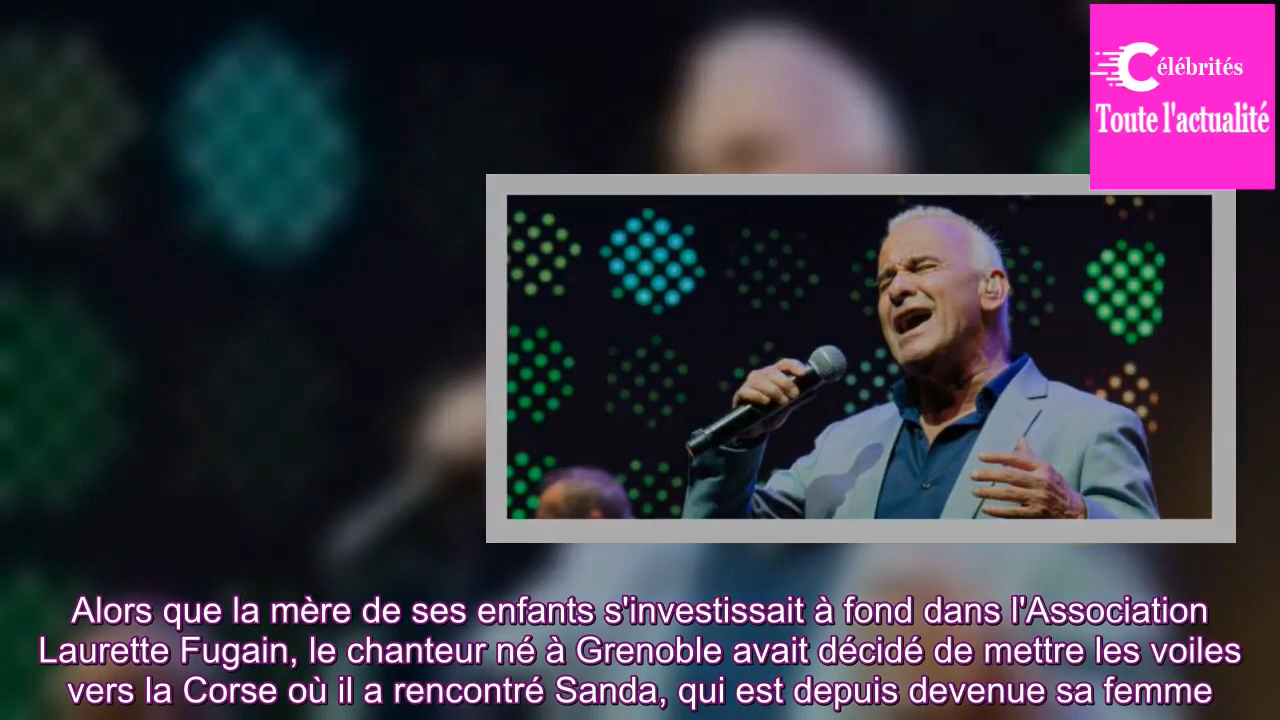 Célébrités
Toute l'actualité
Alors que la mère de ses enfants s'investissait à fond dans l'Association
Laurette Fugain, le chanteur né à Grenoble avait décidé de mettre les voiles
vers la Corse où il a rencontré Sanda, qui est depuis devenue sa femme